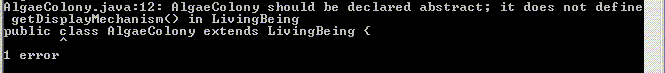 AlgaeColony.java:12: AlgaeColony should be declared abstract; it does not define
getDisplayMechanism() in LivingBeing
public class AlgaeColony extends LivingBeing {
^
1 error